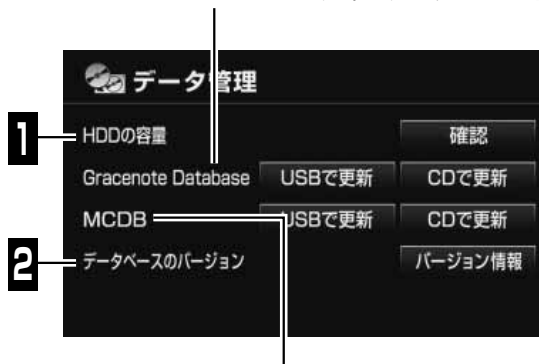 データ管理
1 HDDの容量 確認
Gracenote Database USBで更新 CDで更新
MCDB USBで更新 CDで更新
2 データベースのバージョン バージョン情報